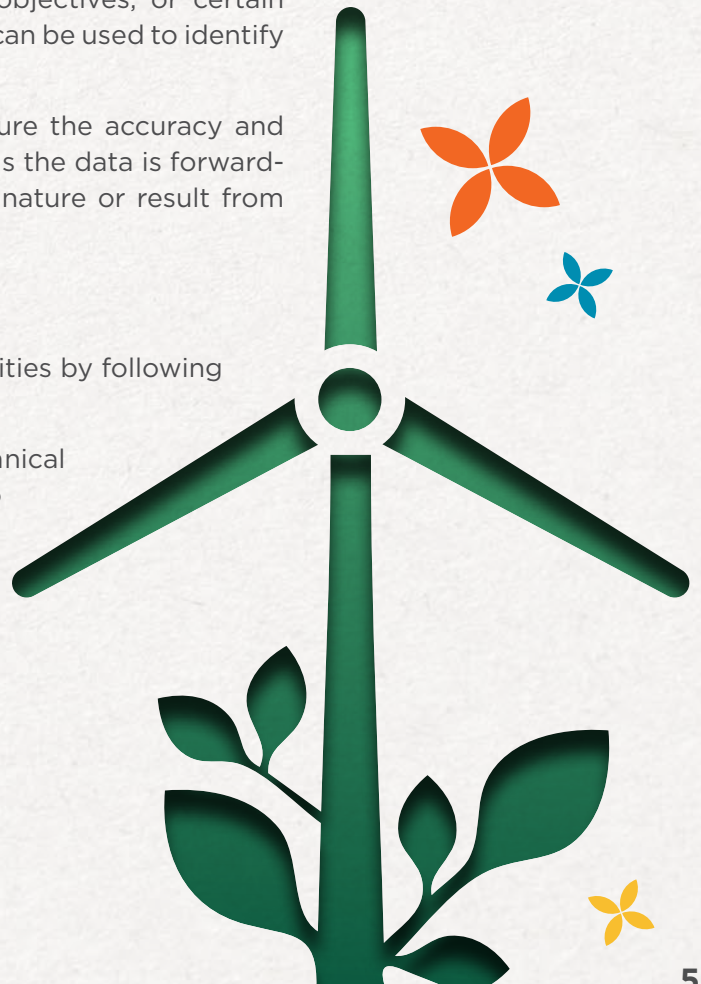 objectives, or certain
can be used to identify
ure the accuracy and
s the data is forward-
nature or result from
ities by following
nical
5